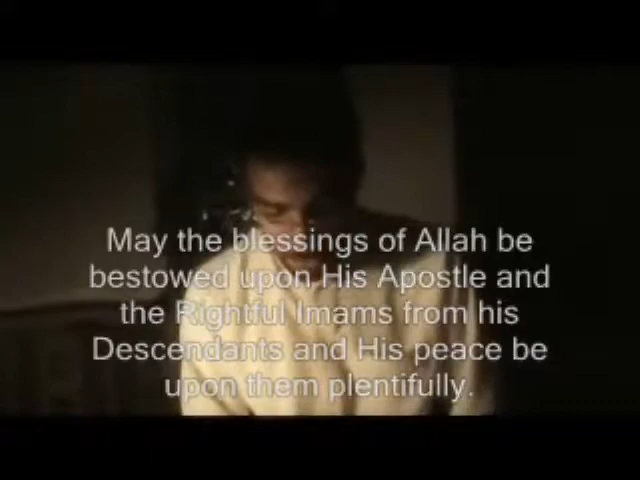 May the blessings of Allah be
bestowed upon His Apostle and
the Rightful Imams from his
Descendants and His peace be
upon them plentifully.